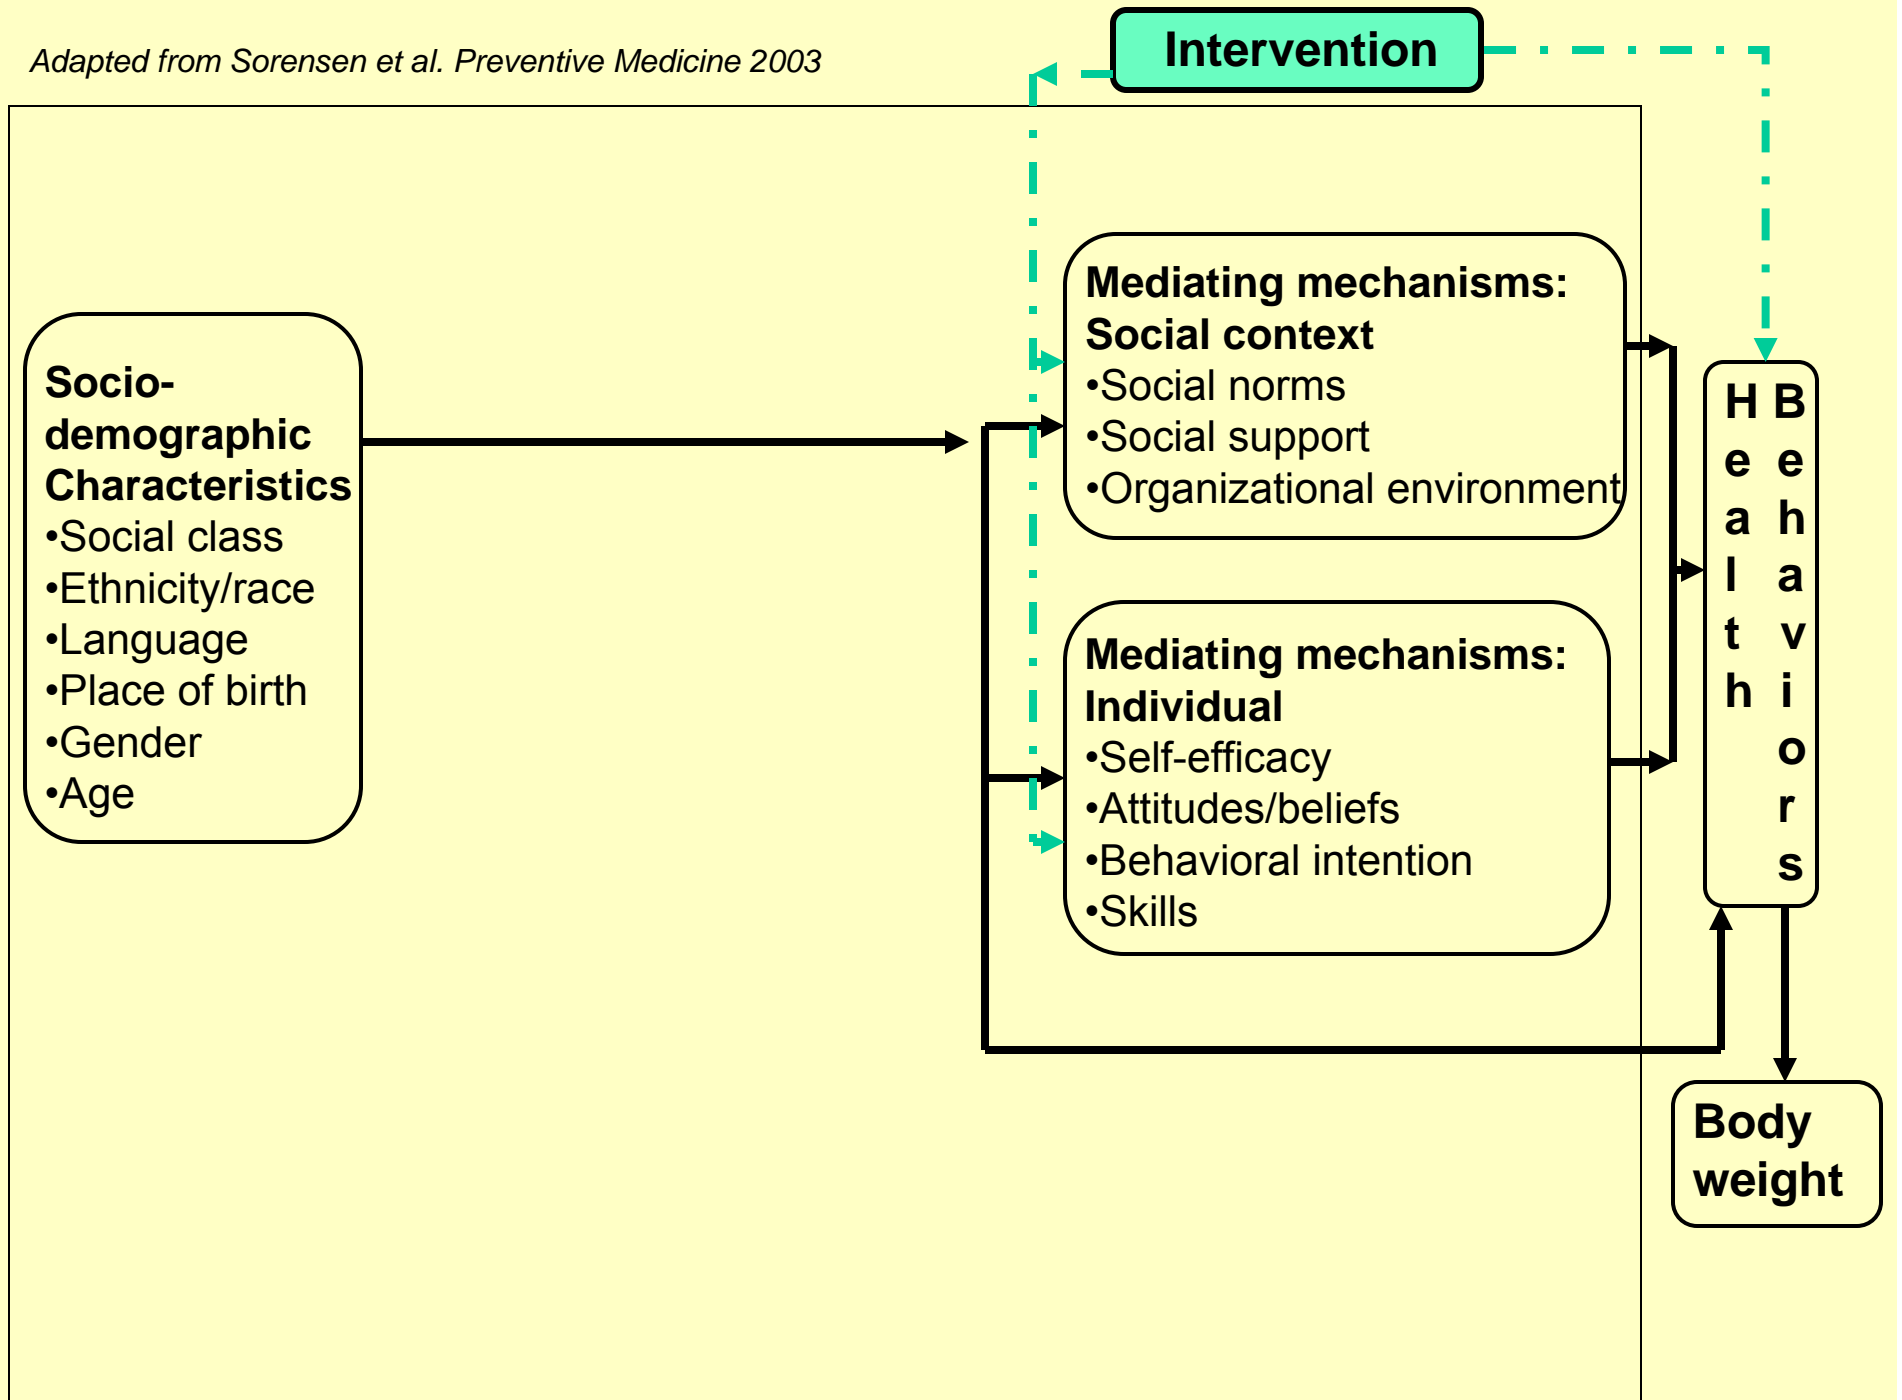 Adapted from Sorensen et al. Preventive Medicine 2003
Intervention
Socio-
demographic
Characteristics
•Social class
•Ethnicity/race
•Language
•Place of birth
•Gender
•Age
Mediating mechanisms:
Social context
•Social norms
•Social support
•Organizational environment
Mediating mechanisms:
Individual
•Self-efficacy
•Attitudes/beliefs
•Behavioral intention
•Skills
Health
Behaviors
Body
weight